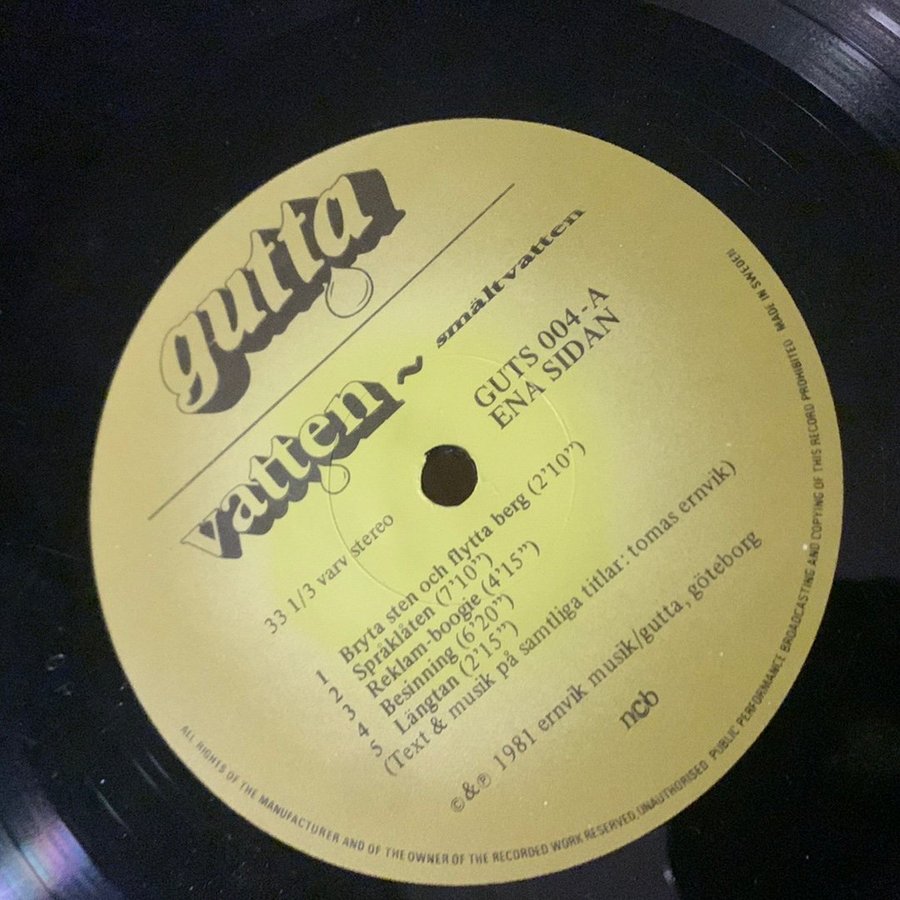 gutta
vatten ~ smältvatten
GUTS 004-A
ENA SIDAN
33 1/3 varv stereo
1 Bryta sten och flytta berg (2'10")
2 Språklåten (7'10")
3 Reklam-boogie (4'15")
4 Besinning (6'20")
5 Längtan (2'15")
(Text & musik på samtliga titlar: tomas ernvik)
©&℗ 1981 ernvik musik/gutta, göteborg
ncb
ALL RIGHTS OF THE MANUFACTURER AND OF THE OWNER OF THE RECORDED WORK RESERVED. UNAUTHORISED PUBLIC PERFORMANCE BROADCASTING AND COPYING OF THIS RECORD PROHIBITED MADE IN SWEDEN